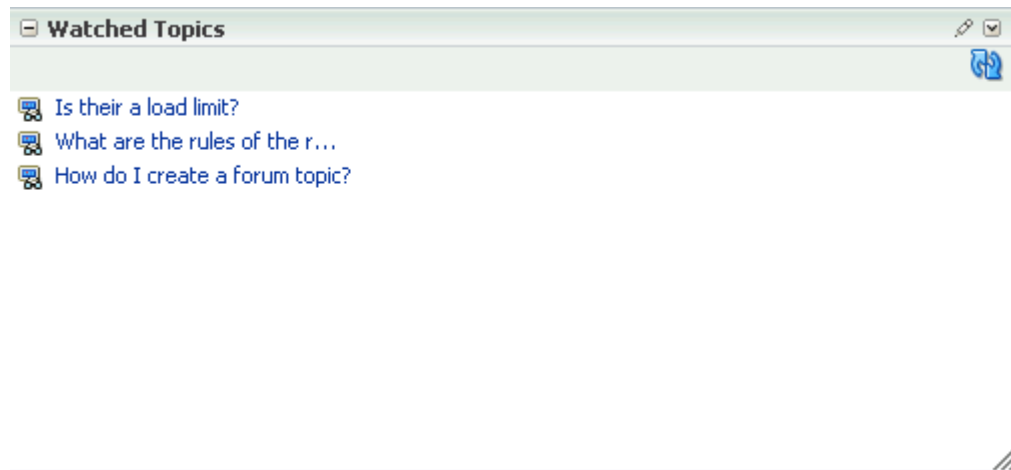 Watched Topics
Is their a load limit?
What are the rules of the r...
How do I create a forum topic?